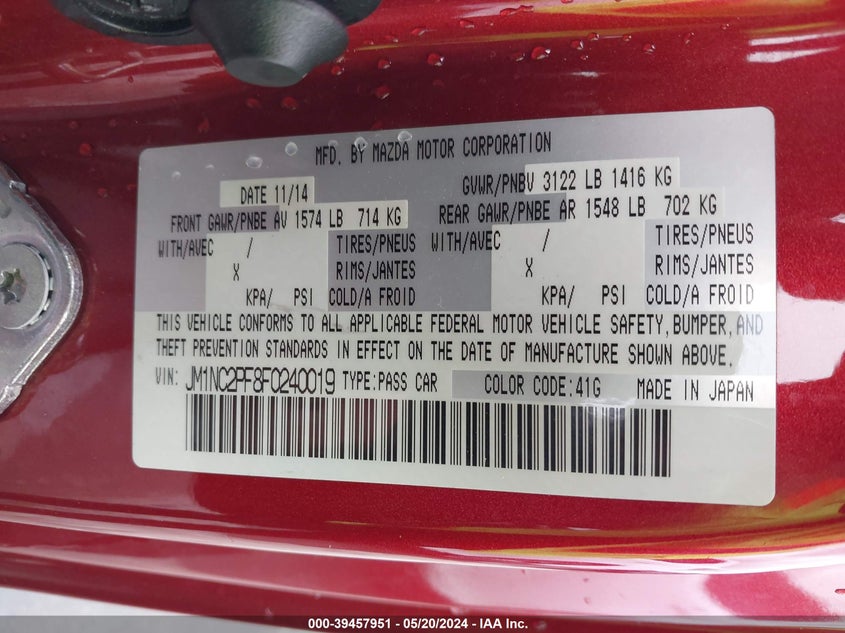 MFD. BY MAZDA MOTOR CORPORATION
DATE 11/14 GVWR/PNBV 3122 LB 1416 KG
FRONT GAWR/PNBE AV 1574 LB 714 KG REAR GAWR/PNBE AR 1548 LB 702 KG
WITH/AVEC / TIRES/PNEUS WITH/AVEC / TIRES/PNEUS
X RIMS/JANTES X RIMS/JANTES
KPA/ PSI COLD/A FROID KPA/ PSI COLD/A FROID
THIS VEHICLE CONFORMS TO ALL APPLICABLE FEDERAL MOTOR VEHICLE SAFETY, BUMPER, AND
THEFT PREVENTION STANDARDS IN EFFECT ON THE DATE OF MANUFACTURE SHOWN ABOVE.
VIN: JM1NC2PF8F0240019 TYPE: PASS CAR COLOR CODE: 41G MADE IN JAPAN
000-39457951 / 05/20/2024 - IAA Inc.